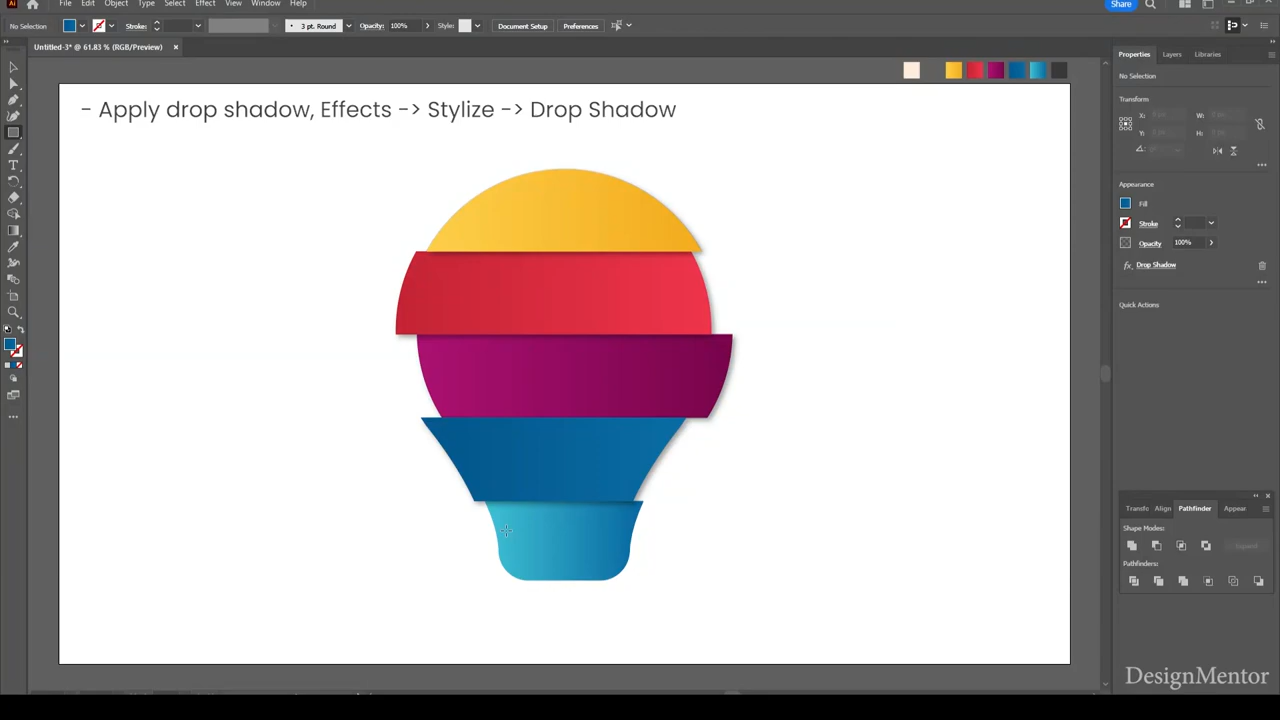 File Edit Object Type Select Effect View Window Help
Share
No Selection
Stroke:
3 pt. Round
Opacity: 100%
Style:
Document Setup
Preferences
Untitled-3* @ 61.83 % (RGB/Preview)
Properties Layers Libraries
- Apply drop shadow, Effects -> Stylize -> Drop Shadow
No Selection
Transform
X: W:
Y: H:
Appearance
Fill
Stroke
Opacity 100%
fx Drop Shadow
Quick Actions
Transfc Align Pathfinder Appear
Shape Modes:
Expand
Pathfinders:
DesignMentor